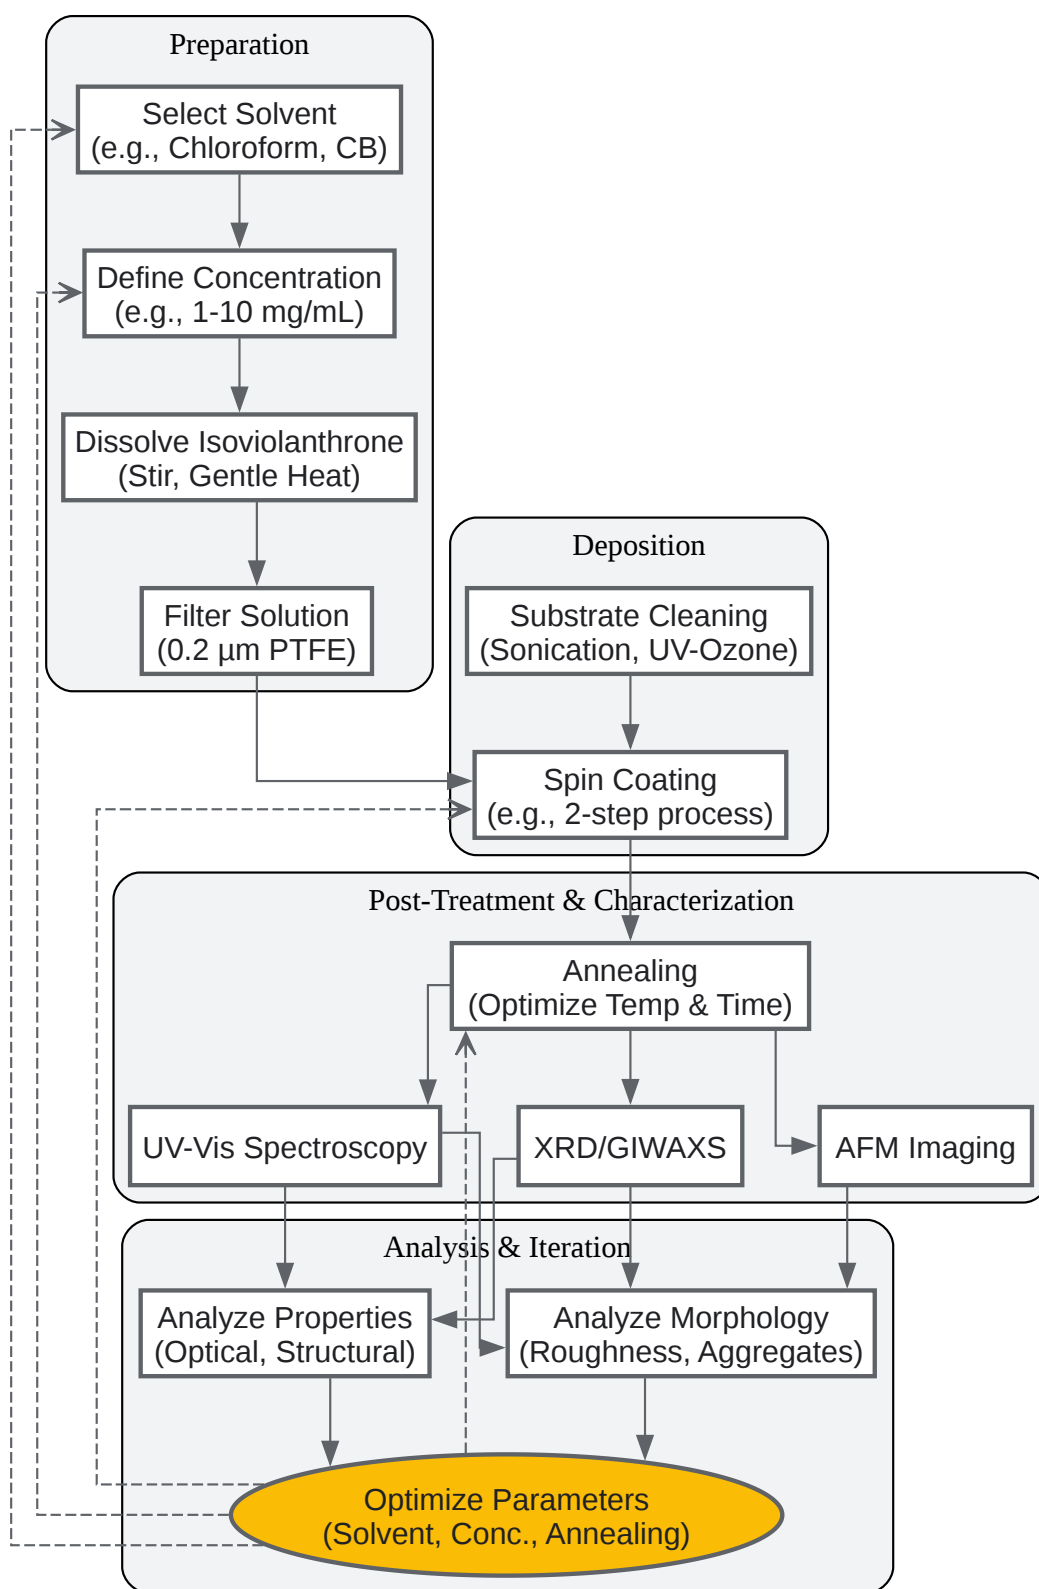 Preparation
Select Solvent
(e.g., Chloroform, CB)
Define Concentration
(e.g., 1-10 mg/mL)
Dissolve Isoviolanthrone
(Stir, Gentle Heat)
Filter Solution
(0.2 µm PTFE)
Deposition
Substrate Cleaning
(Sonication, UV-Ozone)
Spin Coating
(e.g., 2-step process)
Post-Treatment & Characterization
Annealing
(Optimize Temp & Time)
UV-Vis Spectroscopy
XRD/GIWAXS
AFM Imaging
Analysis & Iteration
Analyze Properties
(Optical, Structural)
Analyze Morphology
(Roughness, Aggregates)
Optimize Parameters
(Solvent, Conc., Annealing)